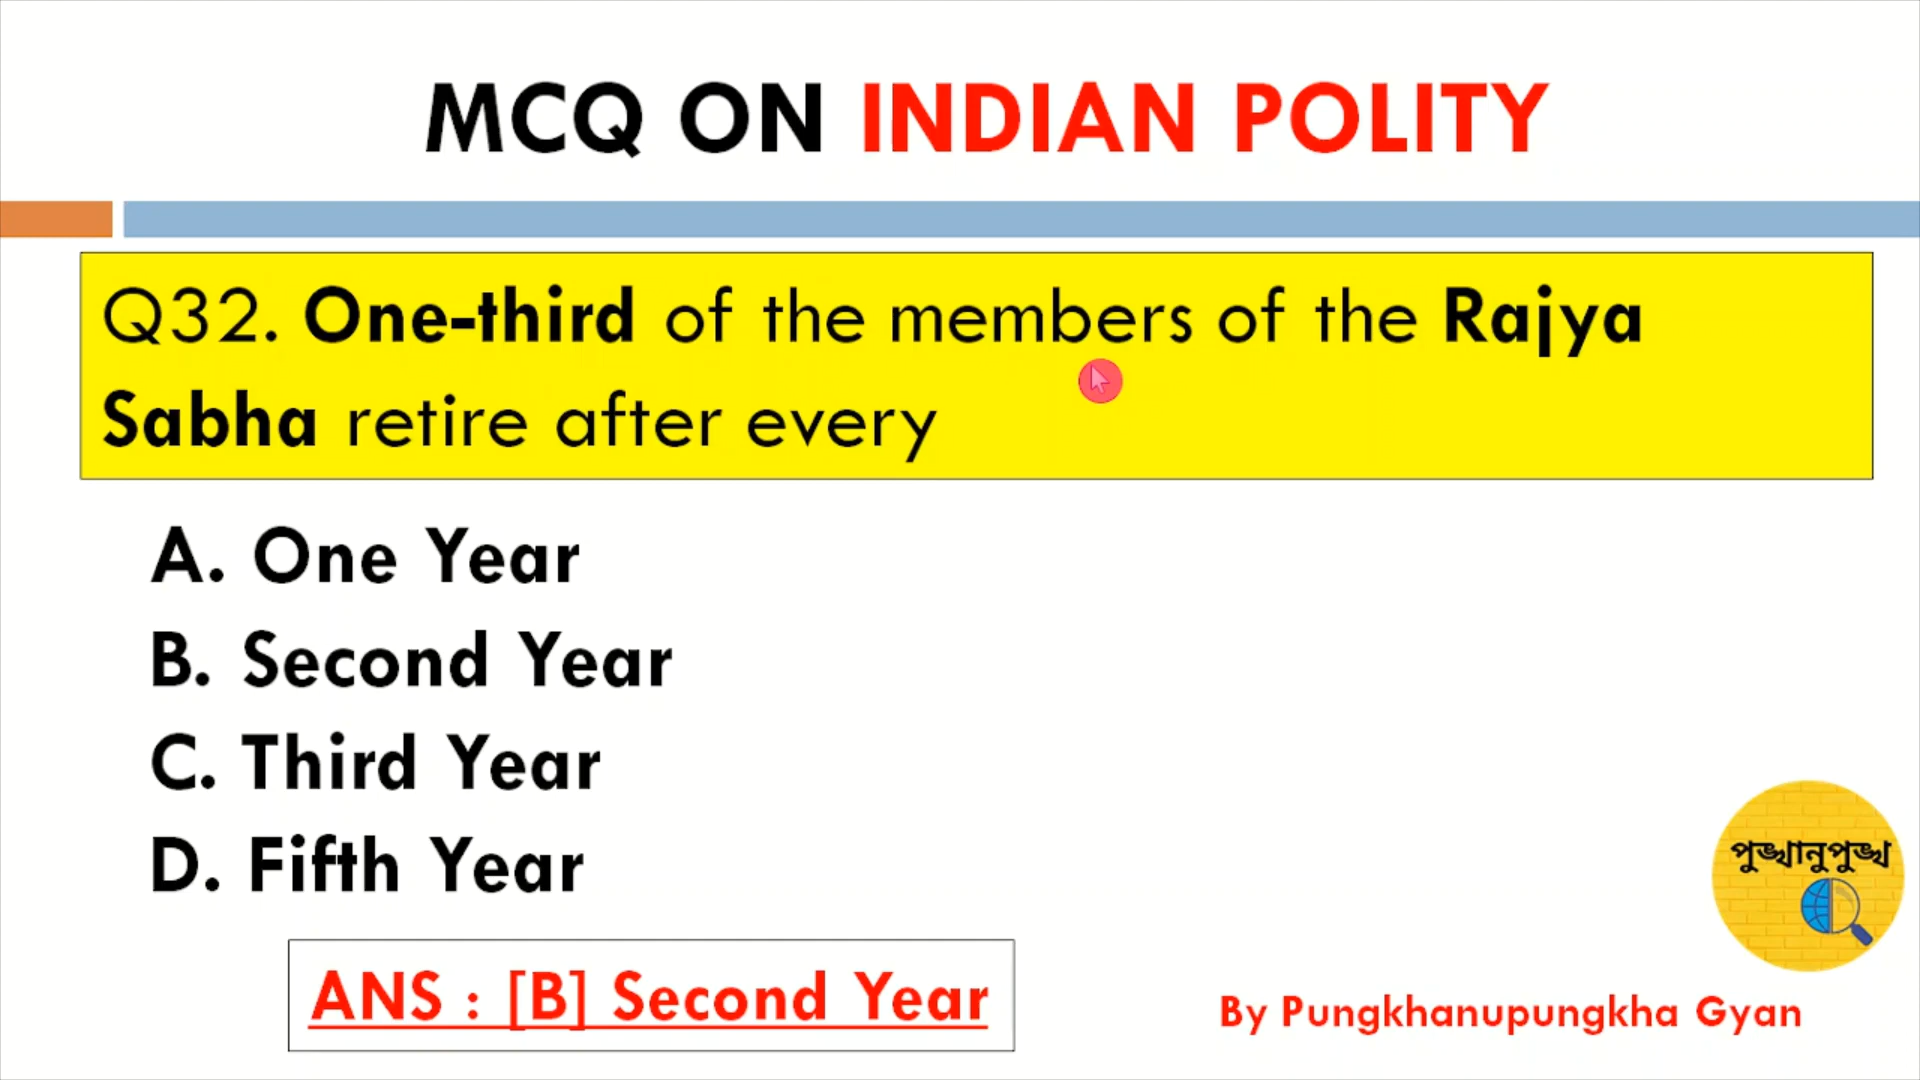 MCQ ON INDIAN POLITY
Q32. One-third of the members of the Rajya
Sabha retire after every
A. One Year
B. Second Year
C. Third Year
D. Fifth Year
পুঙ্খানুপুঙ্খ
ANS : [B] Second Year
By Pungkhanupungkha Gyan